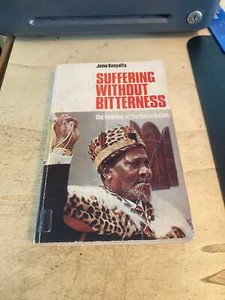 Jomo Kenyatta
SUFFERING
WITHOUT
BITTERNESS
the founding of the Kenya Nation